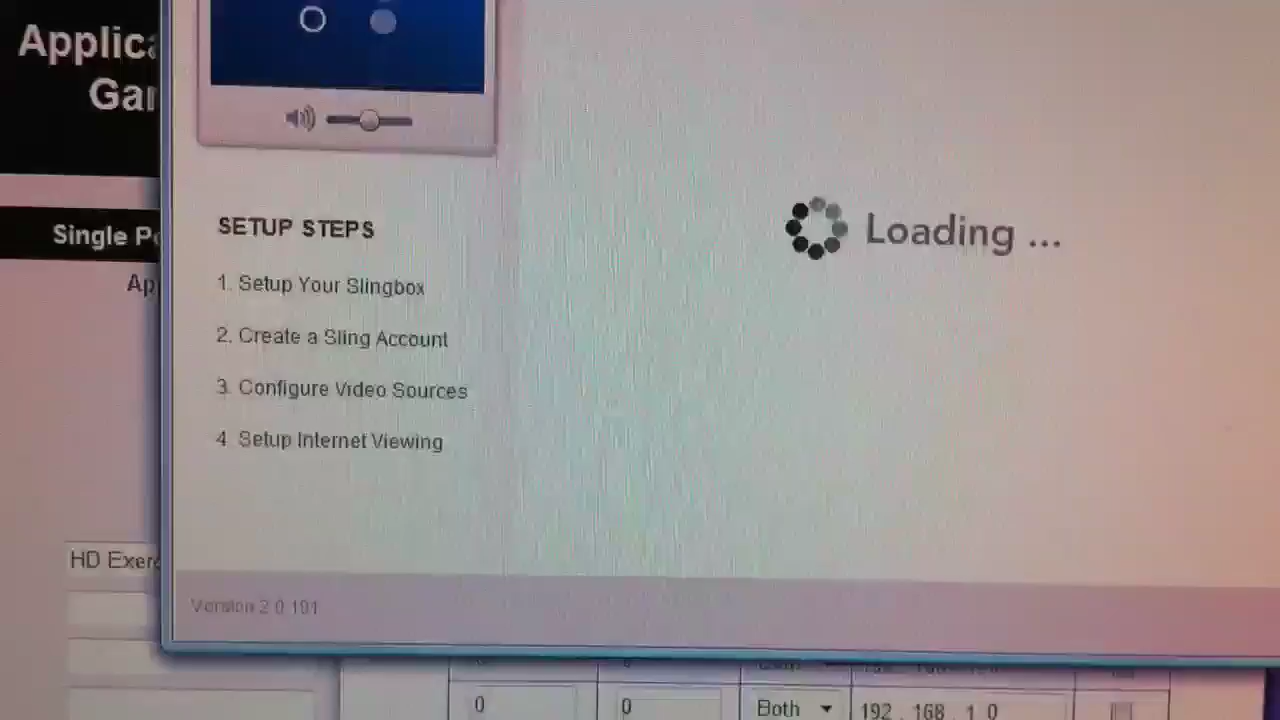 Applica
Gar
Single Po
Ap
SETUP STEPS
1. Setup Your Slingbox
2. Create a Sling Account
3. Configure Video Sources
4 Setup Internet Viewing
Loading ...
HD Exerc
Version 2.0.191
0 0 Both 192 . 168 . 1 . 0